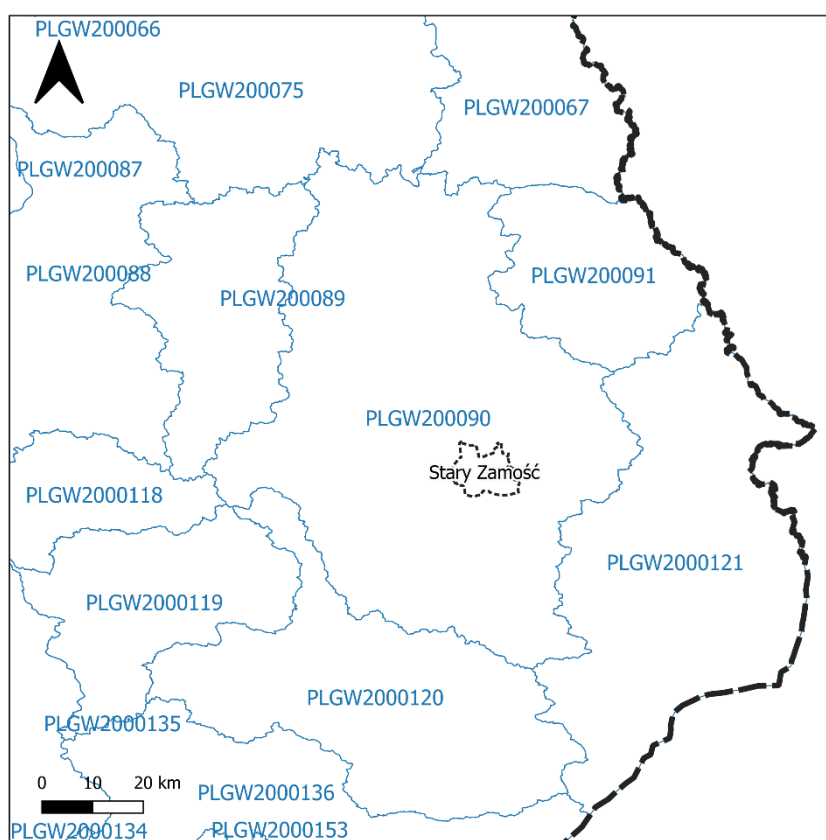 PLGW200066
PLGW200075
PLGW200067
PLGW200087
PLGW200088
PLGW200091
PLGW200089
PLGW200090
Stary Zamość
PLGW2000118
PLGW2000121
PLGW2000119
PLGW2000120
PLGW2000135
0 10 20 km
PLGW2000136
PLGW2000134
PLGW2000153